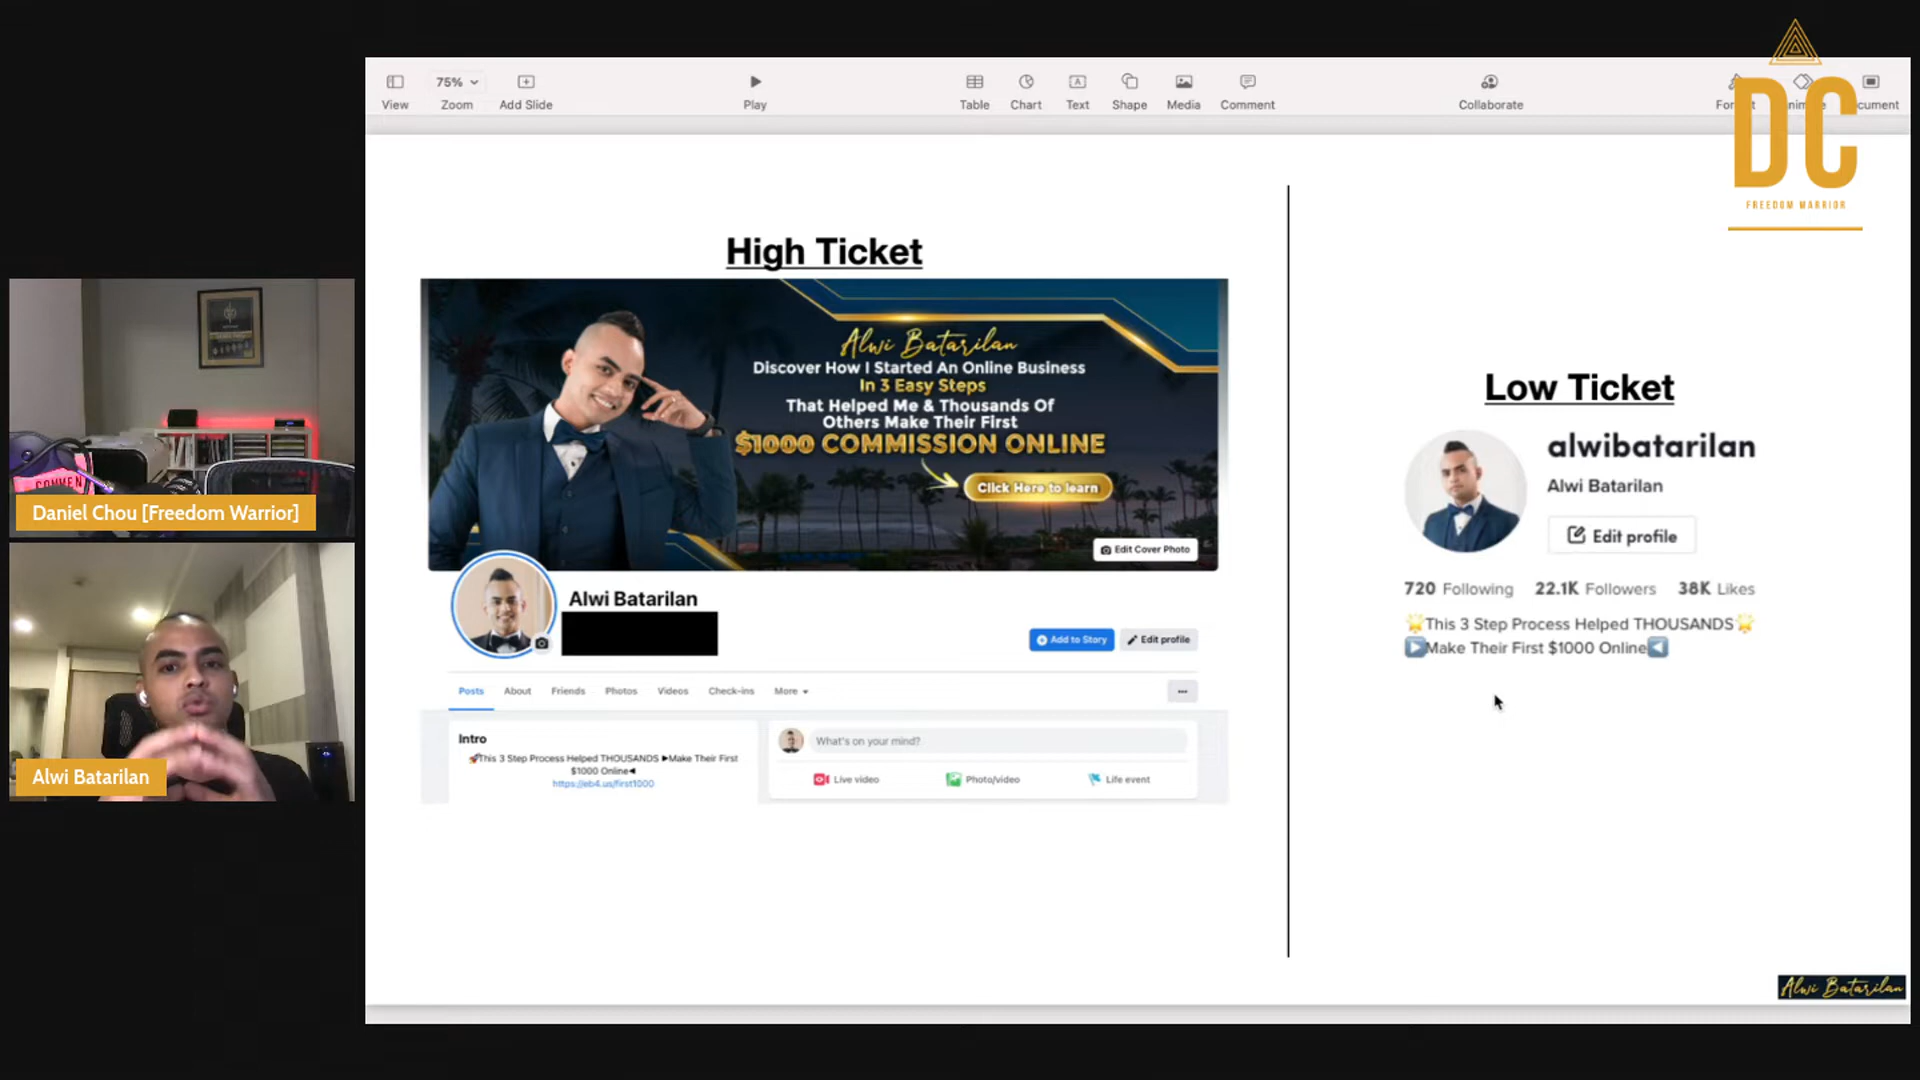 75%
View
Zoom
Add Slide
Play
Table
Chart
Text
Shape
Media
Comment
Collaborate
DC
FREEDOM WARRIOR
High Ticket
Alwi Batarilan
Discover How I Started An Online Business
In 3 Easy Steps
That Helped Me & Thousands Of
Others Make Their First
$1000 COMMISSION ONLINE
Click Here to learn
Edit Cover Photo
Alwi Batarilan
Add to Story
Edit profile
Posts
About
Friends
Photos
Videos
Check-ins
More
Intro
This 3 Step Process Helped THOUSANDS ►Make Their First
$1000 Online◄
https://eb4.us/first1000
What's on your mind?
Live video
Photo/video
Life event
Low Ticket
alwibatarilan
Alwi Batarilan
Edit profile
720 Following 22.1K Followers 38K Likes
🌟This 3 Step Process Helped THOUSANDS🌟
▶️Make Their First $1000 Online◀️
Daniel Chou [Freedom Warrior]
Alwi Batarilan
Alwi Batarilan